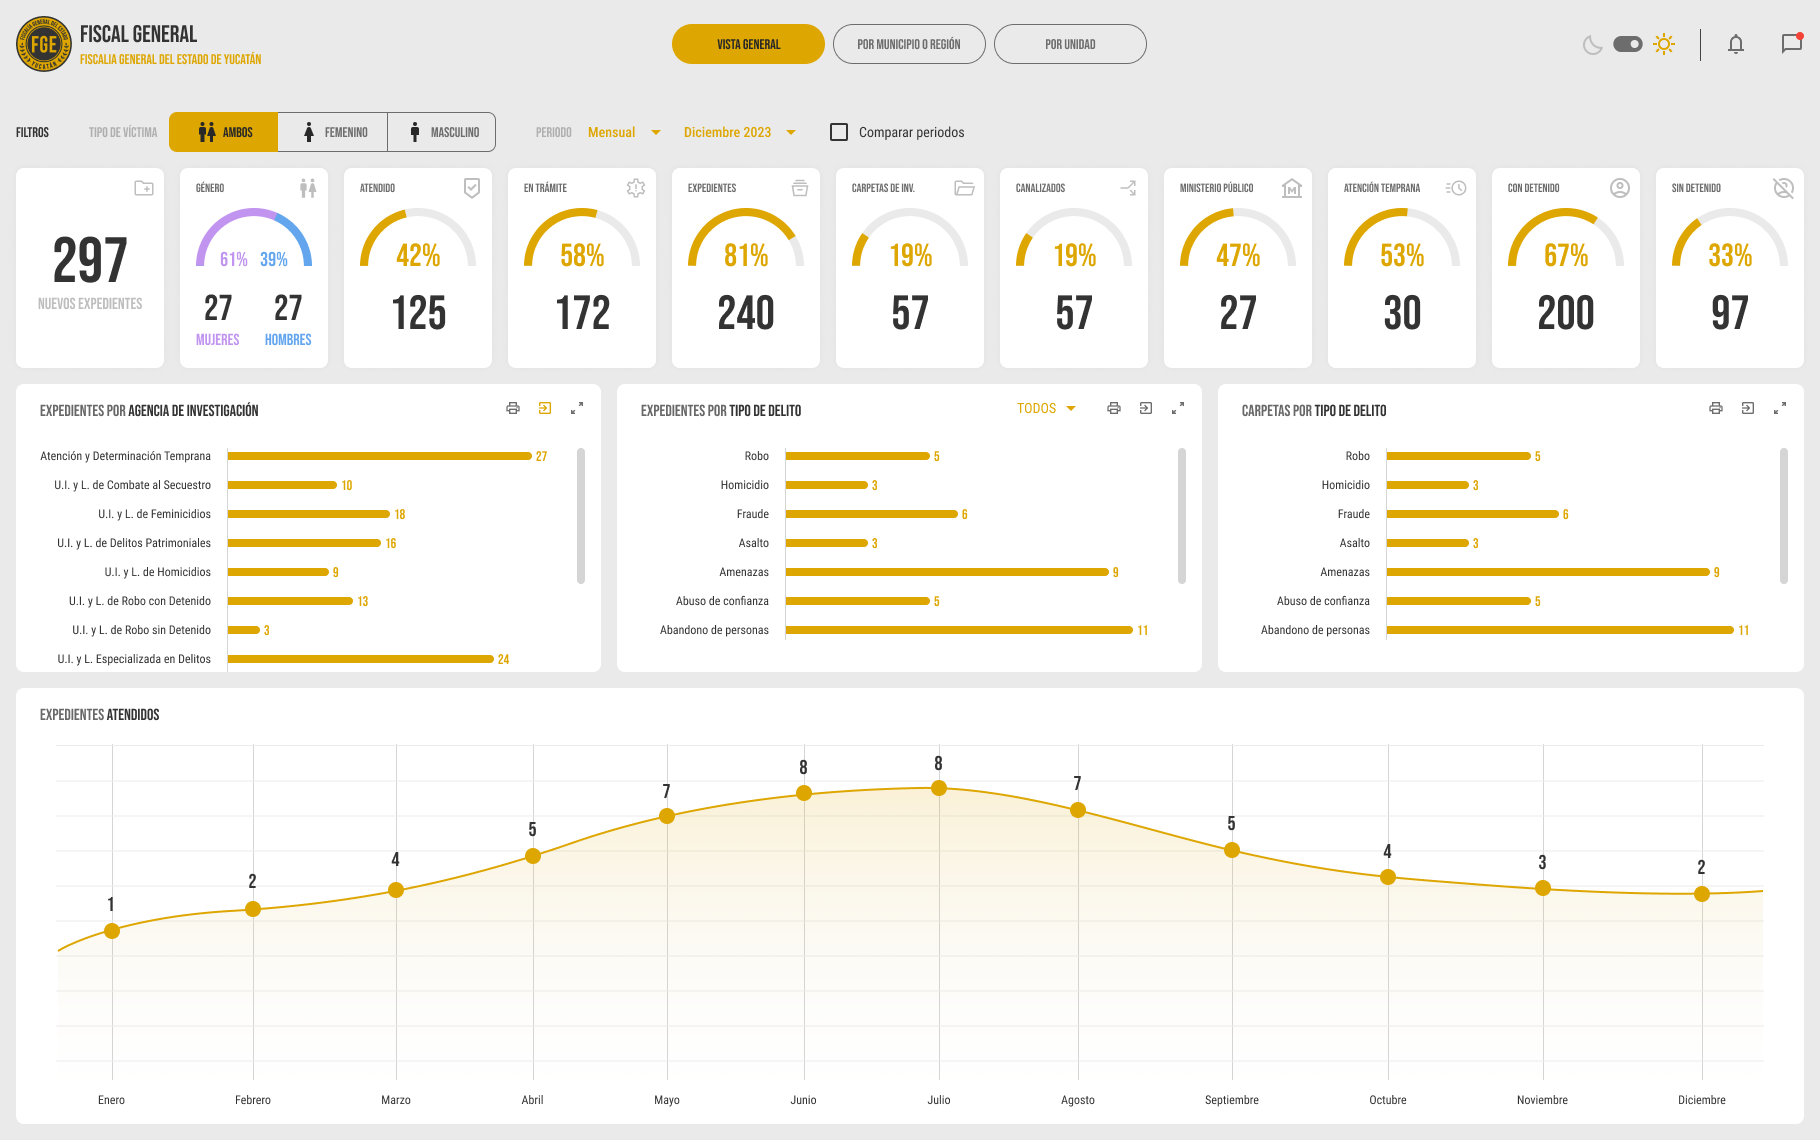 FGE
FISCALÍA GENERAL DEL ESTADO
YUCATÁN
FISCAL GENERAL
FISCALIA GENERAL DEL ESTADO DE YUCATÁN
VISTA GENERAL
POR MUNICIPIO O REGIÓN
POR UNIDAD
FILTROS
TIPO DE VÍCTIMA
AMBOS
FEMENINO
MASCULINO
PERIODO
Mensual
Diciembre 2023
Comparar periodos
297
NUEVOS EXPEDIENTES
GÉNERO
61% 39%
27 27
MUJERES HOMBRES
ATENDIDO
42%
125
EN TRÁMITE
58%
172
EXPEDIENTES
81%
240
CARPETAS DE INV.
19%
57
CANALIZADOS
19%
57
MINISTERIO PÚBLICO
M
47%
27
ATENCIÓN TEMPRANA
53%
30
CON DETENIDO
67%
200
SIN DETENIDO
33%
97
EXPEDIENTES POR AGENCIA DE INVESTIGACIÓN
Atención y Determinación Temprana 27
U.I. y L. de Combate al Secuestro 10
U.I. y L. de Feminicidios 18
U.I. y L. de Delitos Patrimoniales 16
U.I. y L. de Homicidios 9
U.I. y L. de Robo con Detenido 13
U.I. y L. de Robo sin Detenido 3
U.I. y L. Especializada en Delitos 24
EXPEDIENTES POR TIPO DE DELITO
TODOS
Robo 5
Homicidio 3
Fraude 6
Asalto 3
Amenazas 9
Abuso de confianza 5
Abandono de personas 11
CARPETAS POR TIPO DE DELITO
Robo 5
Homicidio 3
Fraude 6
Asalto 3
Amenazas 9
Abuso de confianza 5
Abandono de personas 11
EXPEDIENTES ATENDIDOS
1 2 4 5 7 8 8 7 5 4 3 2
Enero Febrero Marzo Abril Mayo Junio Julio Agosto Septiembre Octubre Noviembre Diciembre